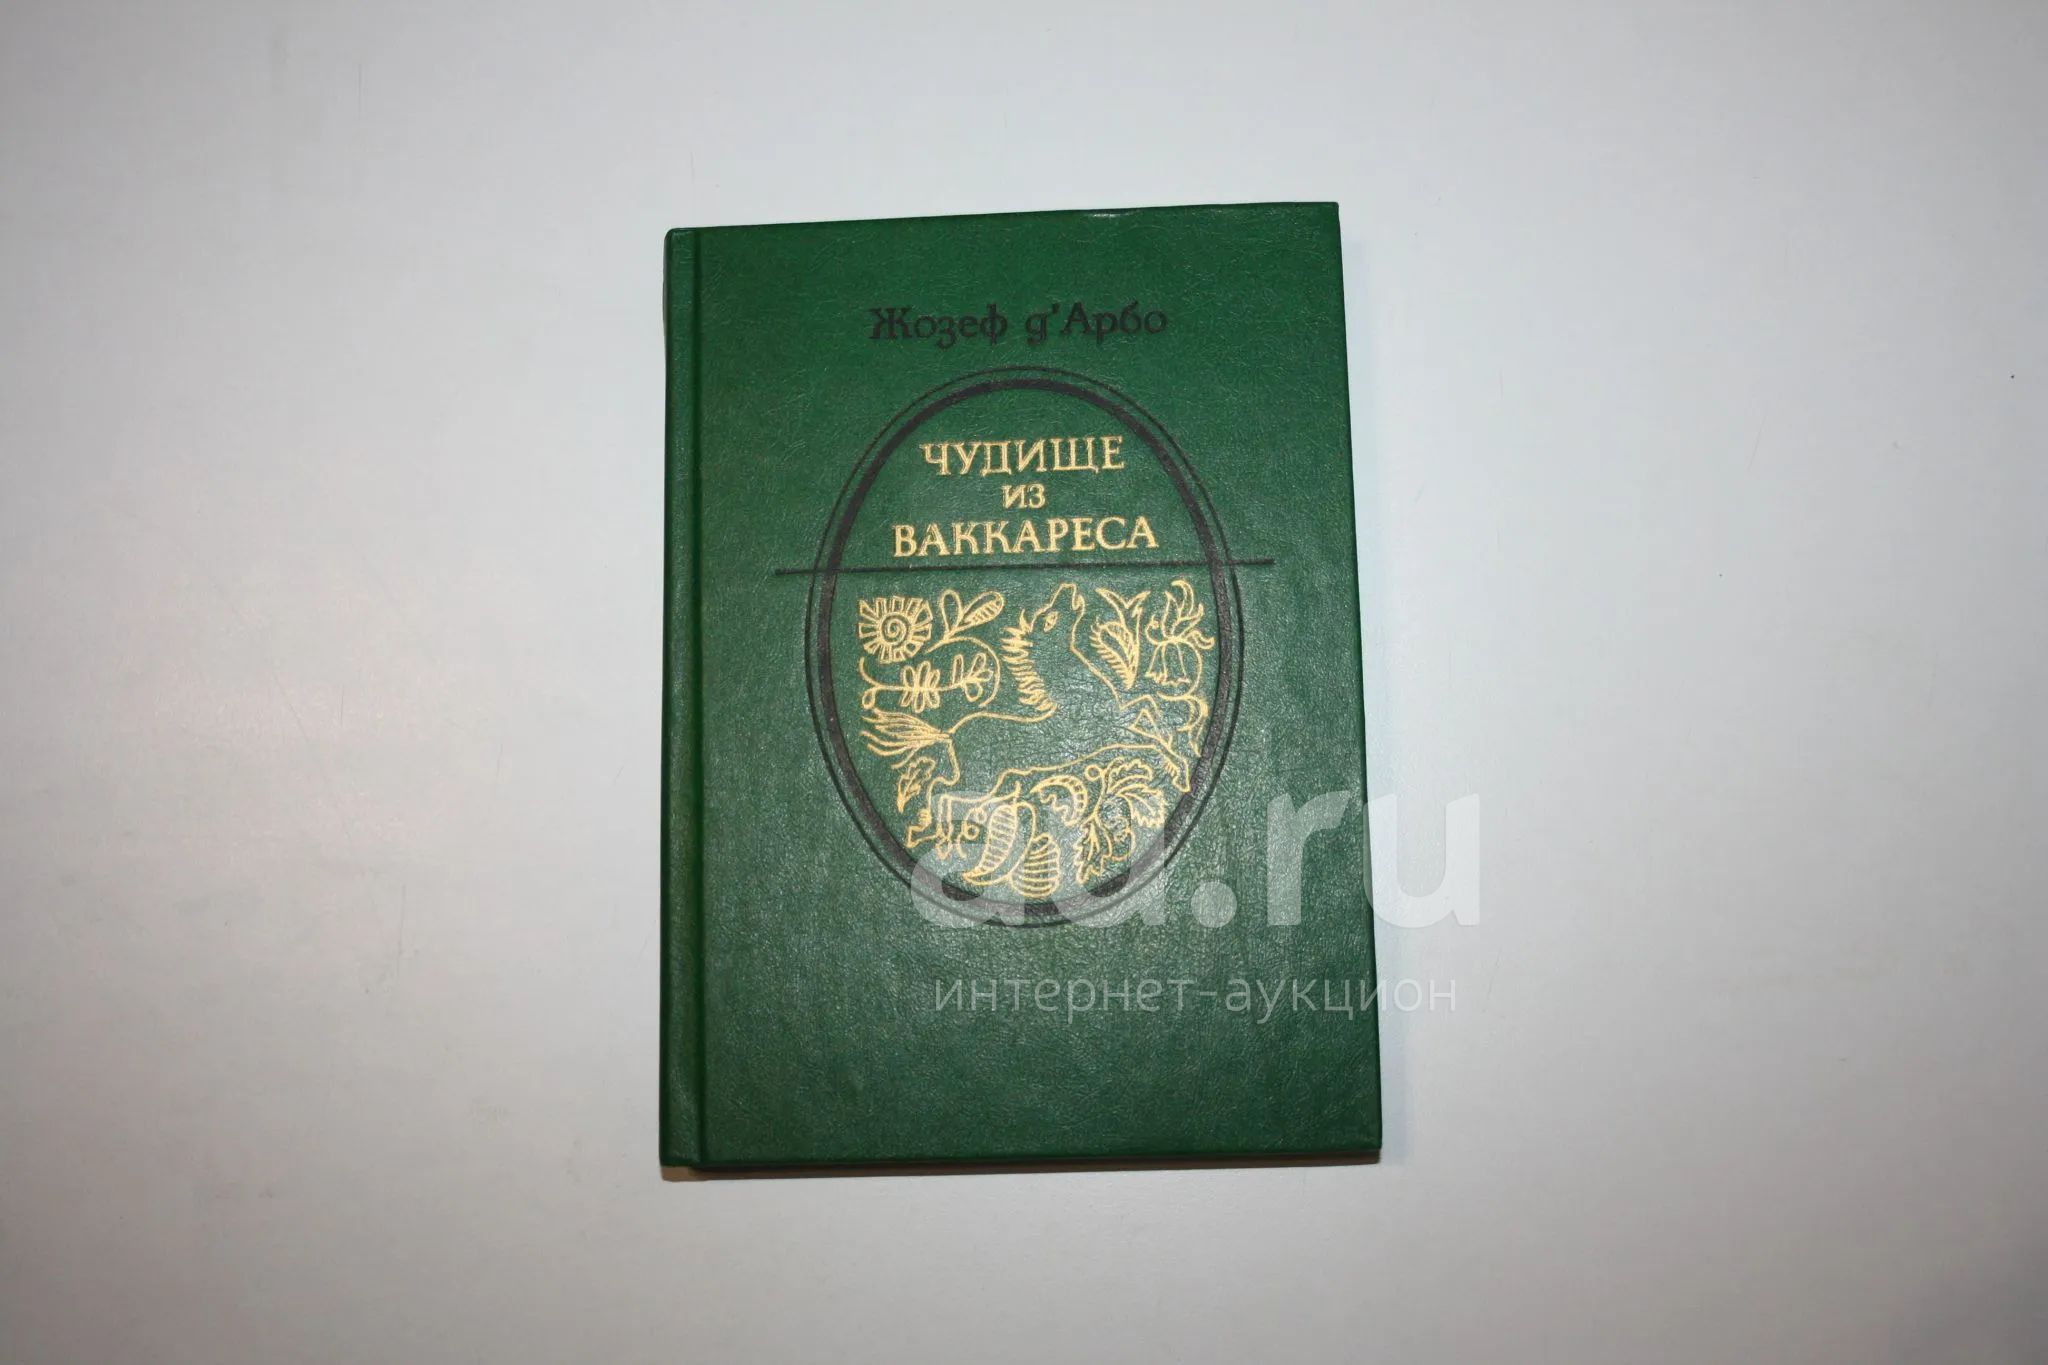 Жозеф д'Арбо
ЧУДИЩЕ
ИЗ
ВАККАРЕСА
au.ru
интернет-аукцион